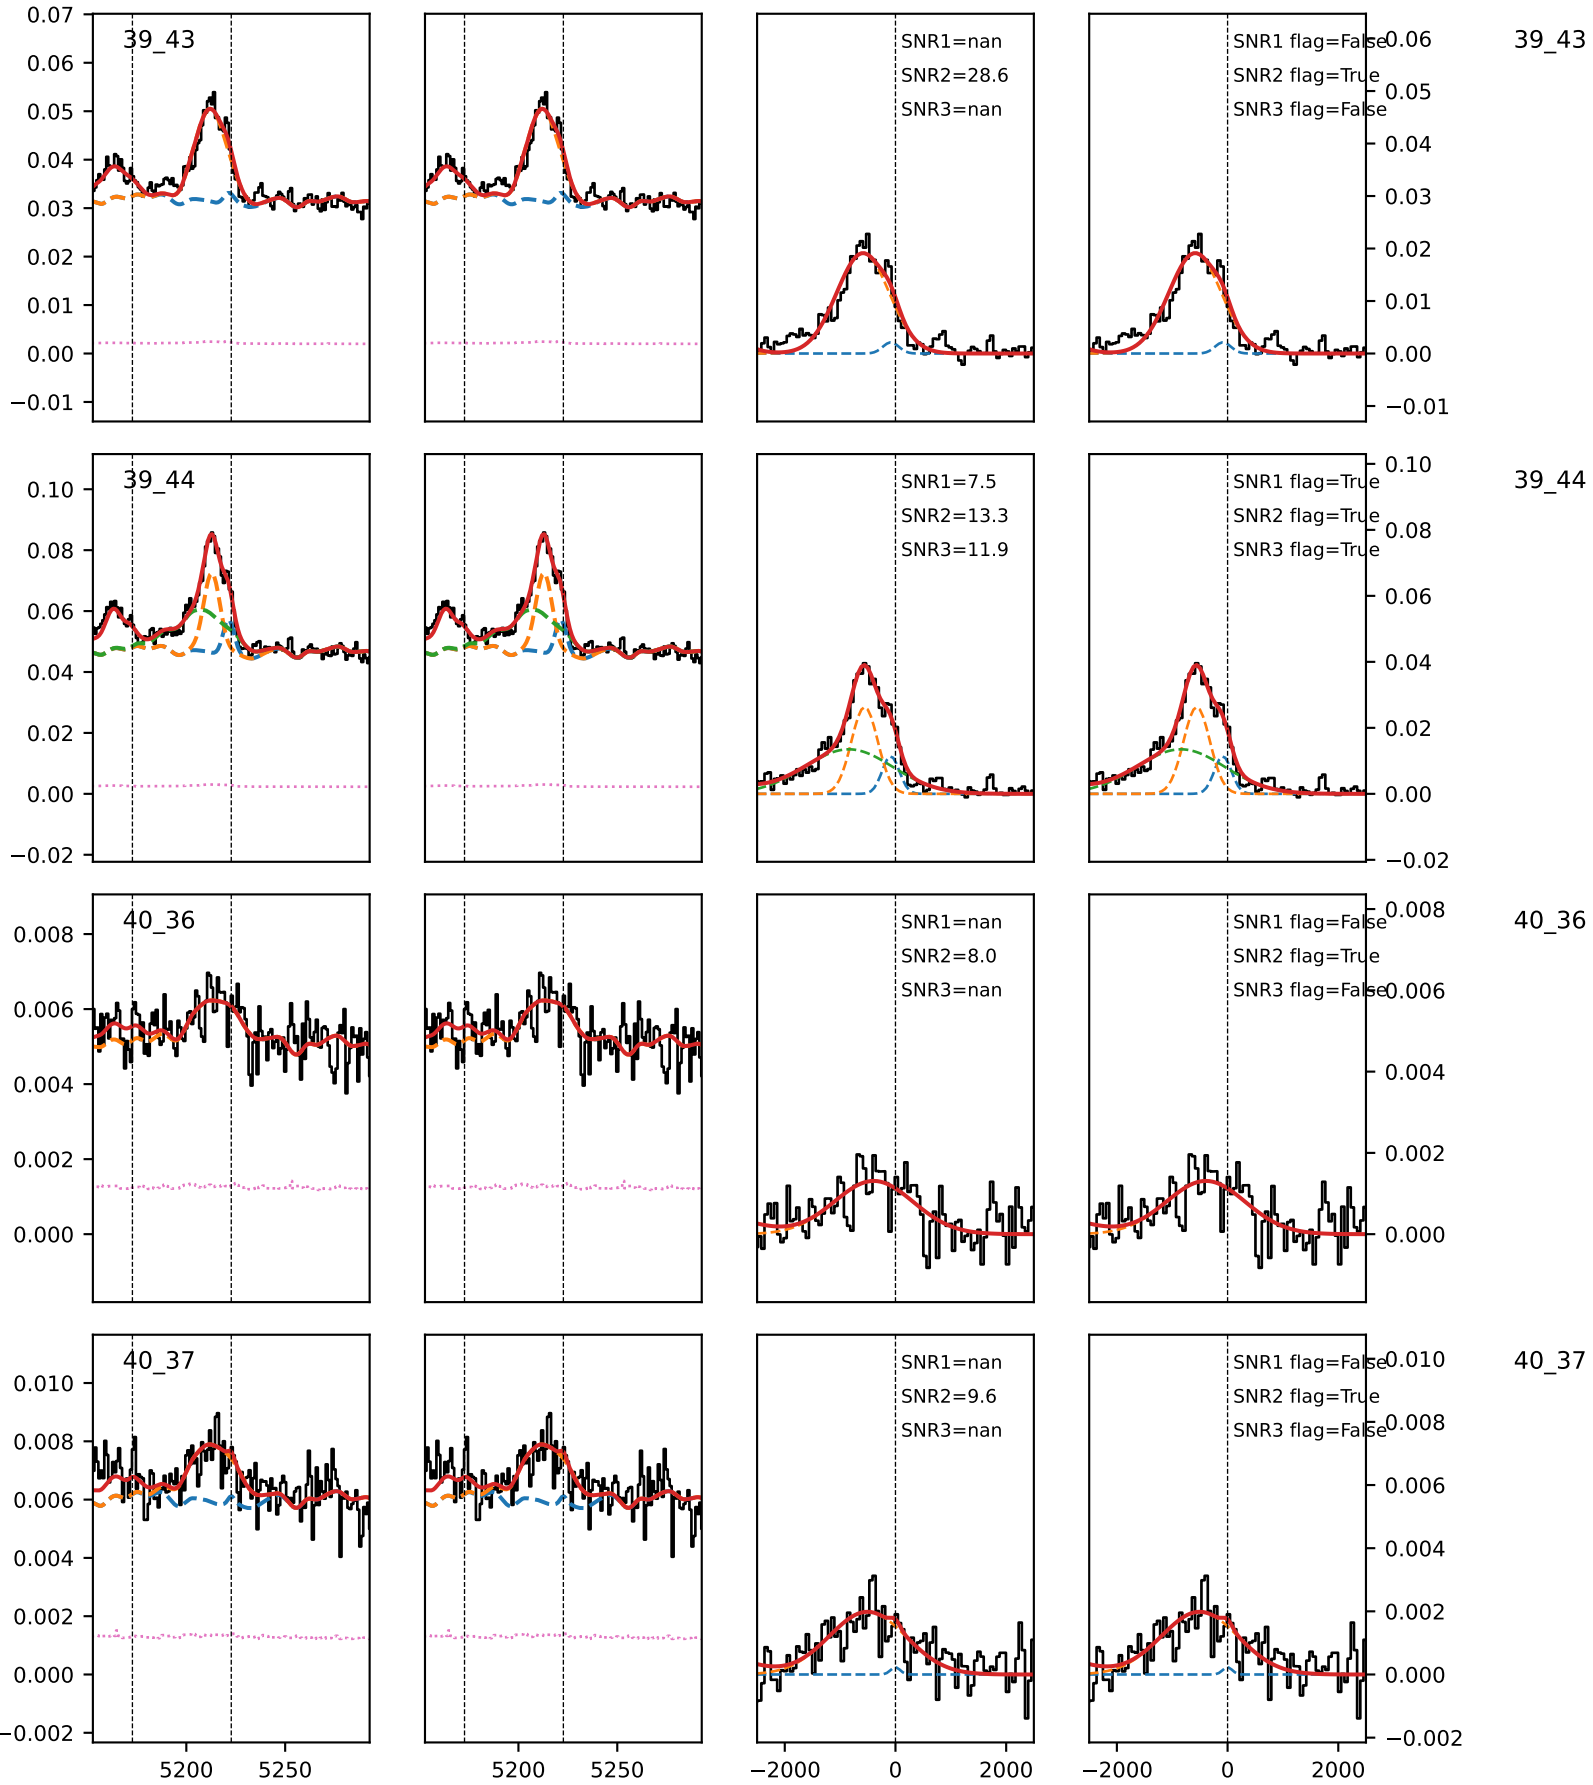 0.07
0.06
0.05
0.04
0.03
0.02
0.01
0.00
−0.01
39_43
SNR1=nan
SNR2=28.6
SNR3=nan
SNR1 flag=False
SNR2 flag=True
SNR3 flag=False
0.06
0.05
0.04
0.03
0.02
0.01
0.00
−0.01
39_43
0.10
0.08
0.06
0.04
0.02
0.00
−0.02
39_44
SNR1=7.5
SNR2=13.3
SNR3=11.9
SNR1 flag=True
SNR2 flag=True
SNR3 flag=True
0.10
0.08
0.06
0.04
0.02
0.00
−0.02
39_44
0.008
0.006
0.004
0.002
0.000
40_36
SNR1=nan
SNR2=8.0
SNR3=nan
SNR1 flag=False
SNR2 flag=True
SNR3 flag=False
0.008
0.006
0.004
0.002
0.000
40_36
0.010
0.008
0.006
0.004
0.002
0.000
−0.002
40_37
SNR1=nan
SNR2=9.6
SNR3=nan
SNR1 flag=False
SNR2 flag=True
SNR3 flag=False
0.010
0.008
0.006
0.004
0.002
0.000
−0.002
40_37
5200 5250
5200 5250
−2000 0 2000
−2000 0 2000